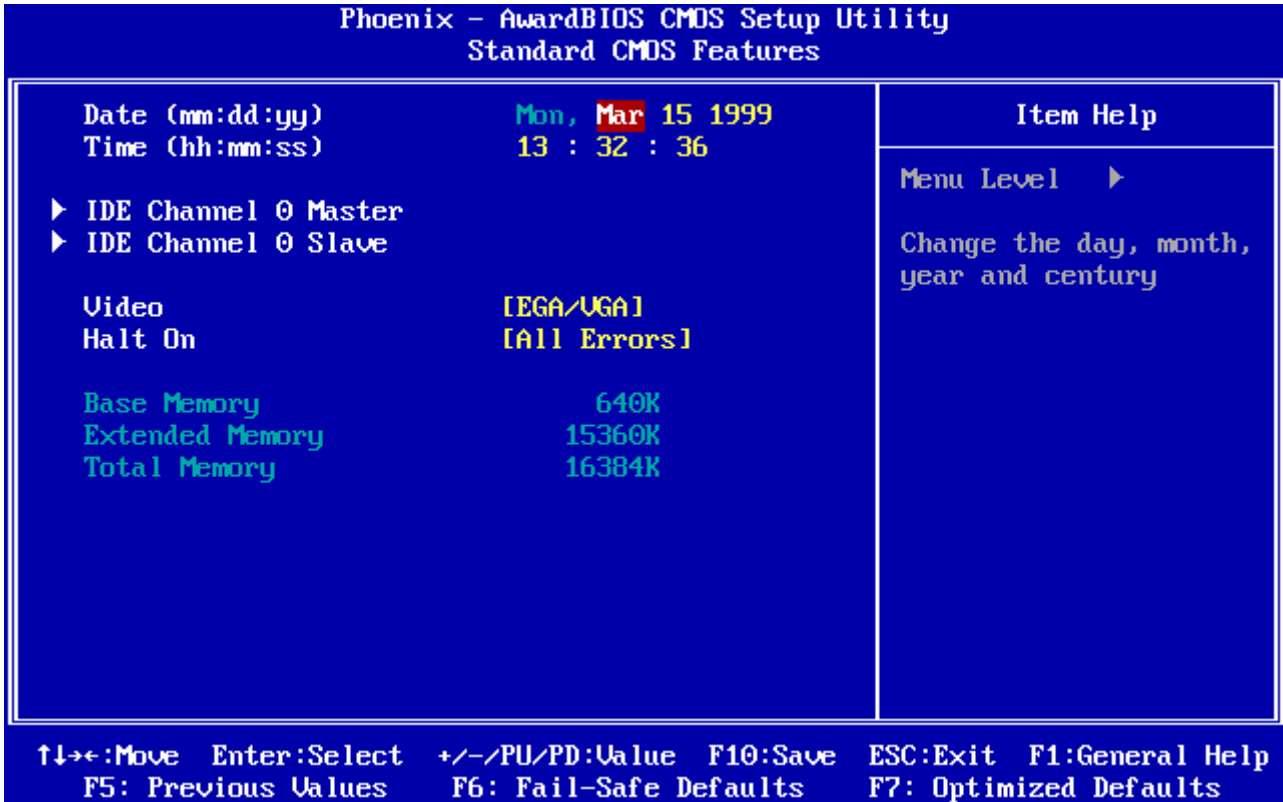 Phoenix - AwardBIOS CMOS Setup Utility
Standard CMOS Features
Date (mm:dd:yy) Mon, Mar 15 1999
Time (hh:mm:ss) 13 : 32 : 36
IDE Channel 0 Master
IDE Channel 0 Slave
Video [EGA/VGA]
Halt On [All Errors]
Base Memory 640K
Extended Memory 15360K
Total Memory 16384K
Item Help
Menu Level
Change the day, month,
year and century
↑↓→←:Move Enter:Select +/-/PU/PD:Value F10:Save ESC:Exit F1:General Help
F5: Previous Values F6: Fail-Safe Defaults F7: Optimized Defaults